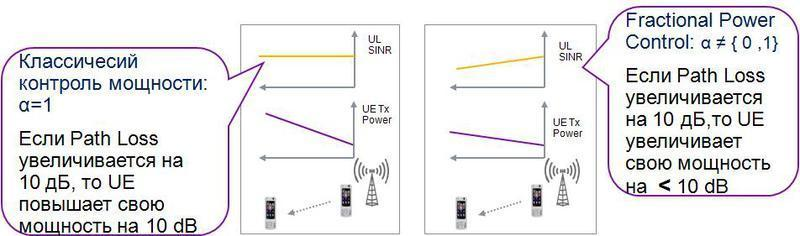 Классичесий
контроль мощности:
α=1
Если Path Loss
увеличивается на
10 дБ, то UE
повышает свою
мощность на 10 dB
UL
SINR
UE Tx
Power
UL
SINR
UE Tx
Power
Fractional Power
Control: α ≠ { 0 ,1}
Если Path Loss
увеличивается
на 10 дБ,то UE
увеличивает
свою мощность
на < 10 dB